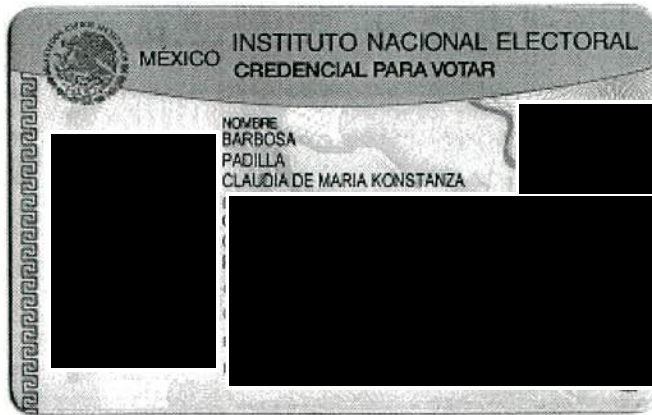 MÉXICO
INSTITUTO NACIONAL ELECTORAL
CREDENCIAL PARA VOTAR
NOMBRE
BARBOSA
PADILLA
CLAUDIA DE MARIA KONSTANZA